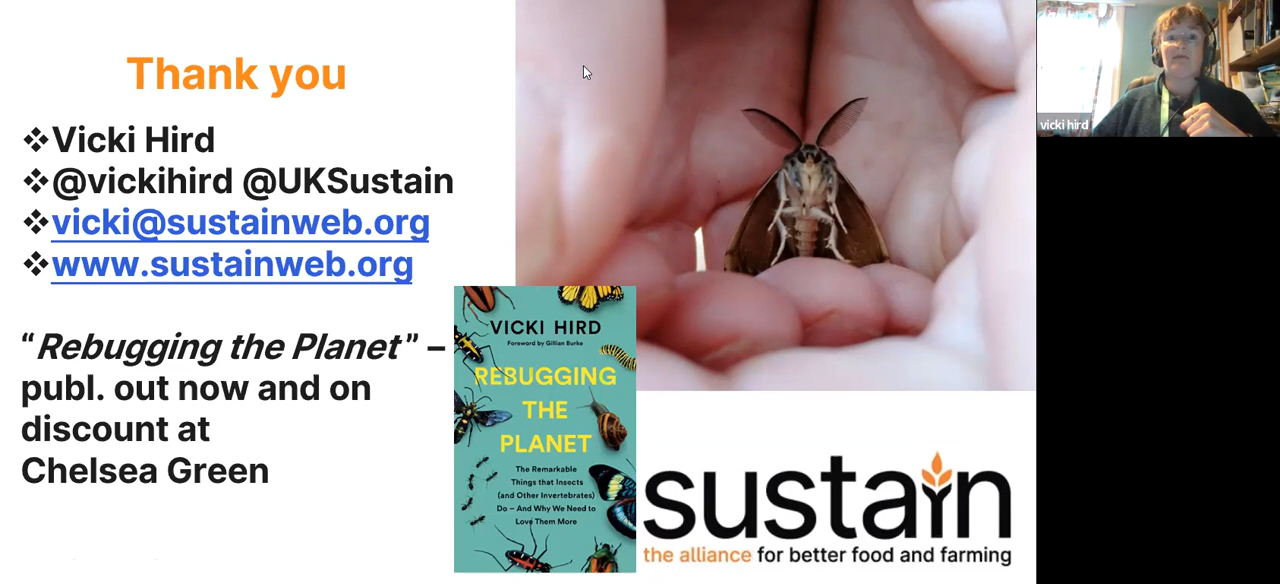 Thank you
❖Vicki Hird
❖@vickihird @UKSustain
❖vicki@sustainweb.org
❖www.sustainweb.org
“Rebugging the Planet” –
publ. out now and on
discount at
Chelsea Green
VICKI HIRD
Foreword by Gillian Burke
REBUGGING
THE
PLANET
The Remarkable
Things that Insects
(and Other Invertebrates)
Do – And Why We Need to
Love Them More
sustain
the alliance for better food and farming
vicki hird